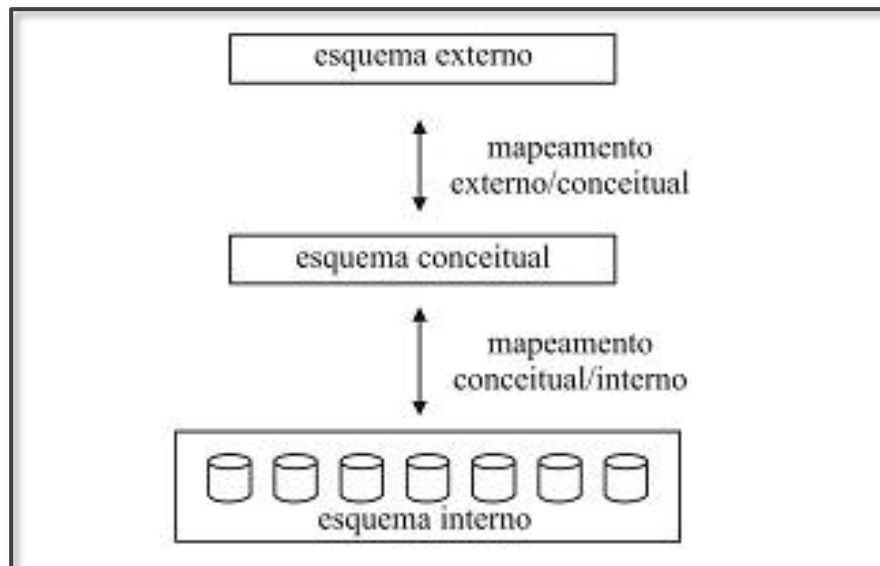 esquema externo
mapeamento
externo/conceitual
esquema conceitual
mapeamento
conceitual/interno
esquema interno